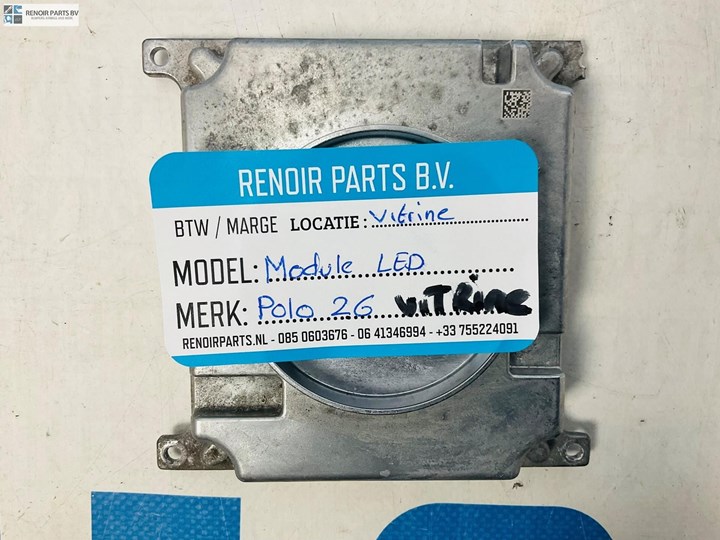 RENOIR PARTS BV
RENOIR PARTS B.V.
BTW / MARGE LOCATIE: Vitrine
MODEL: Module LED
MERK: Polo 2G ViTRine
RENOIRPARTS.NL - 085 0603676 - 06 41346994 - +33 755224091